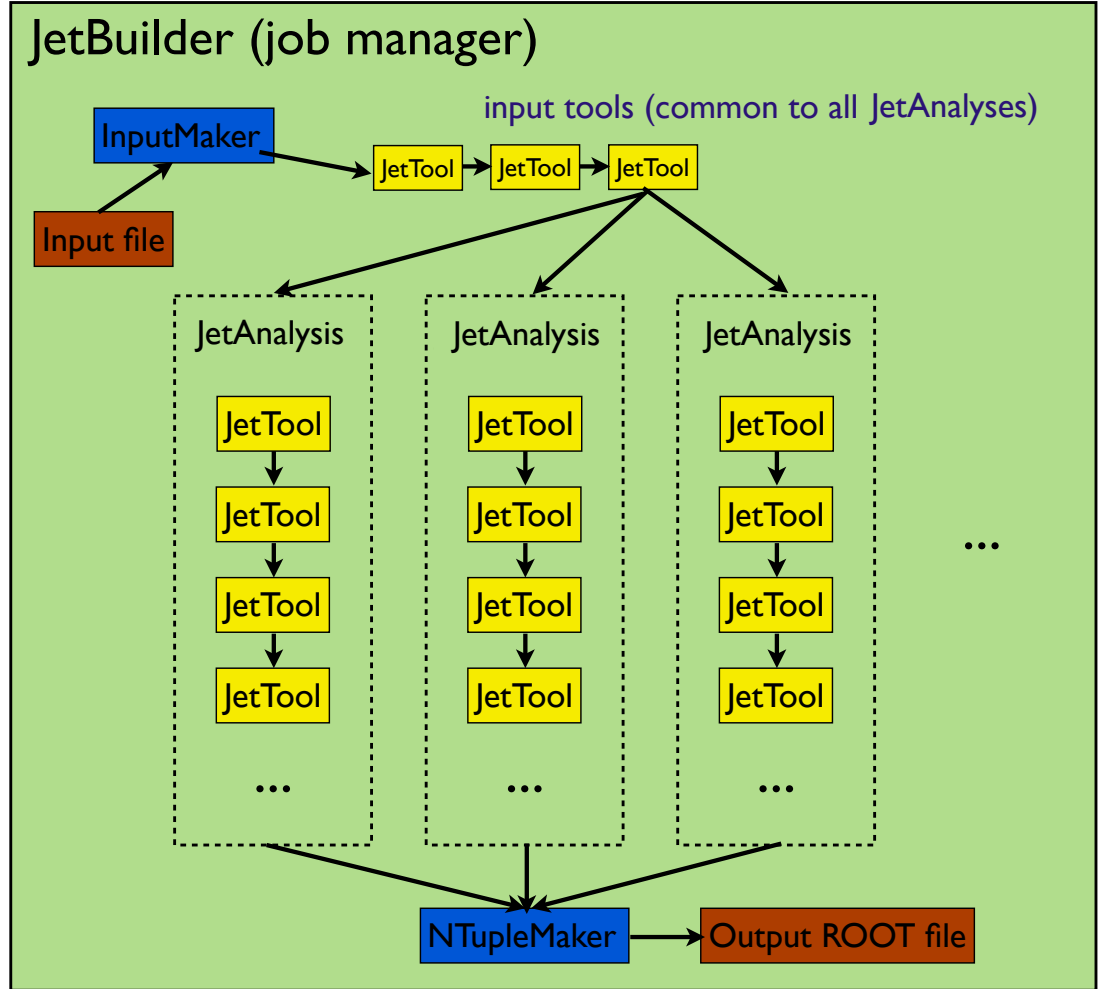 JetBuilder (job manager)
input tools (common to all JetAnalyses)
InputMaker
JetTool
JetTool
JetTool
Input file
JetAnalysis
JetTool
JetTool
JetTool
JetTool
...
JetAnalysis
JetTool
JetTool
JetTool
JetTool
...
JetAnalysis
JetTool
JetTool
JetTool
JetTool
...
...
NTupleMaker
Output ROOT file